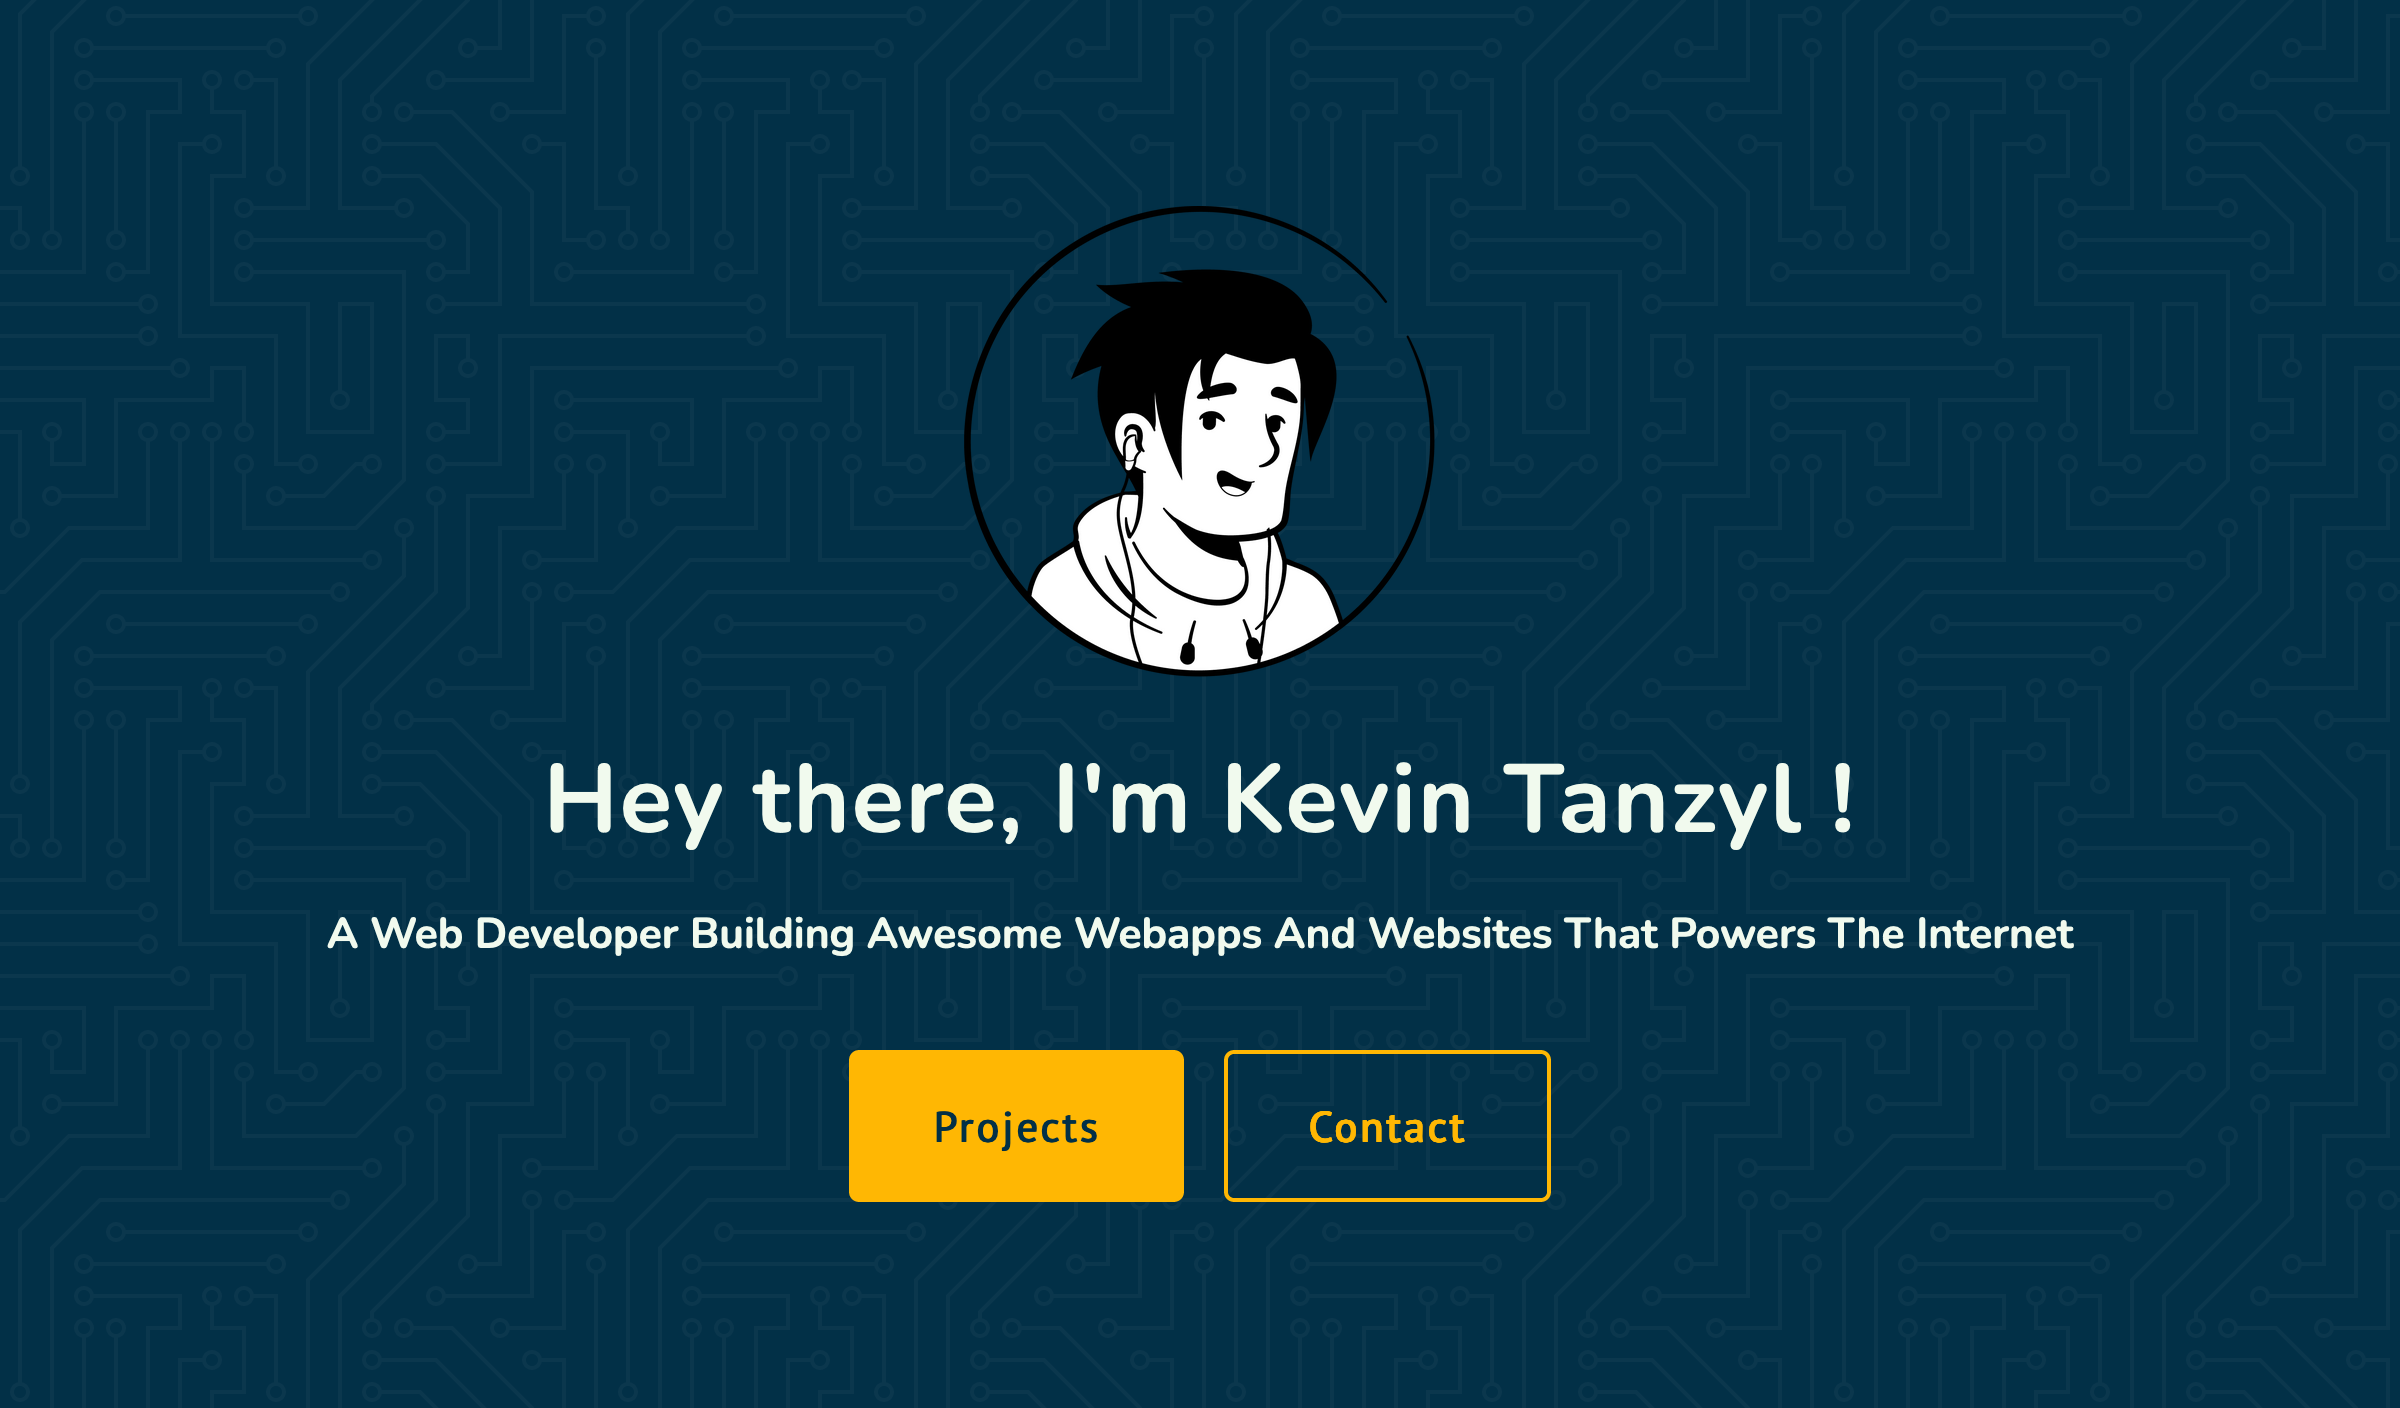 Hey there, I'm Kevin Tanzyl !
A Web Developer Building Awesome Webapps And Websites That Powers The Internet
Projects
Contact